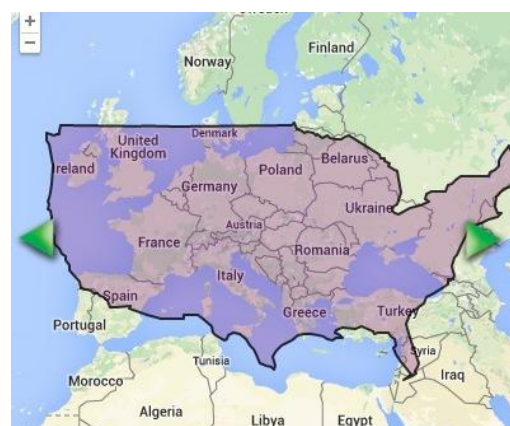 +
−
Norway
Finland
Denmark
United
Kingdom
Ireland
Belarus
Poland
Germany
Ukraine
Austria
France
Romania
Italy
Spain
Greece
Turkey
Portugal
Syria
Tunisia
Iraq
Morocco
Algeria
Libya
Egypt